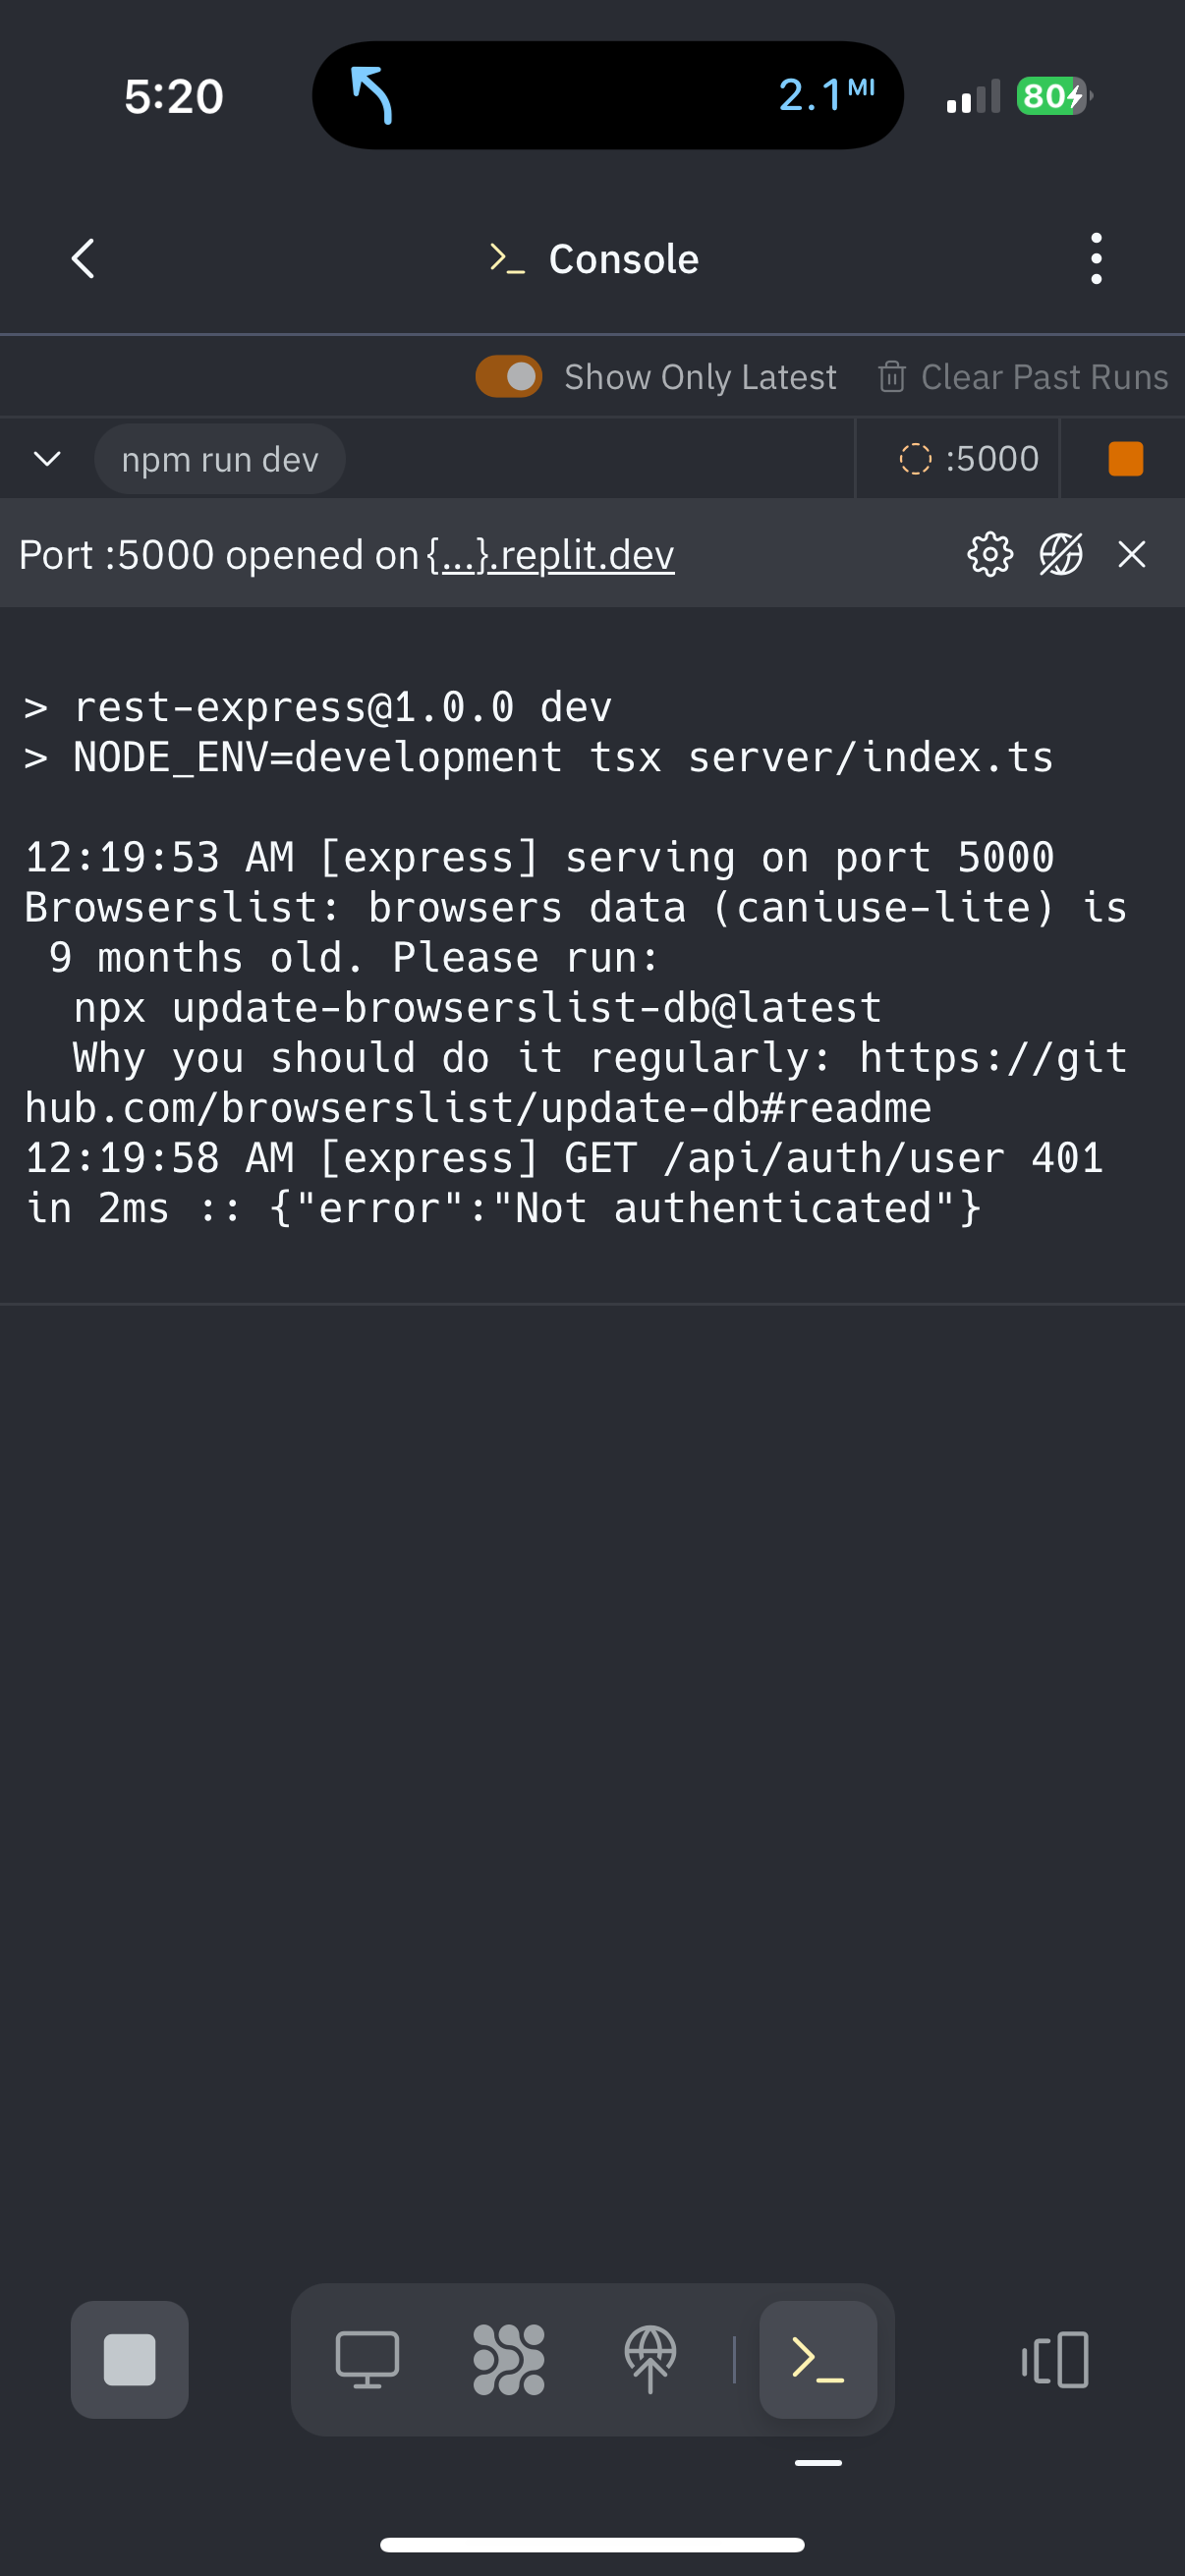 5:20
2.1 MI
80
>_ Console
Show Only Latest
Clear Past Runs
npm run dev
:5000
Port :5000 opened on {...}.replit.dev
> rest-express@1.0.0 dev
> NODE_ENV=development tsx server/index.ts
12:19:53 AM [express] serving on port 5000
Browserslist: browsers data (caniuse-lite) is
9 months old. Please run:
npx update-browserslist-db@latest
Why you should do it regularly: https://git
hub.com/browserslist/update-db#readme
12:19:58 AM [express] GET /api/auth/user 401
in 2ms :: {"error":"Not authenticated"}